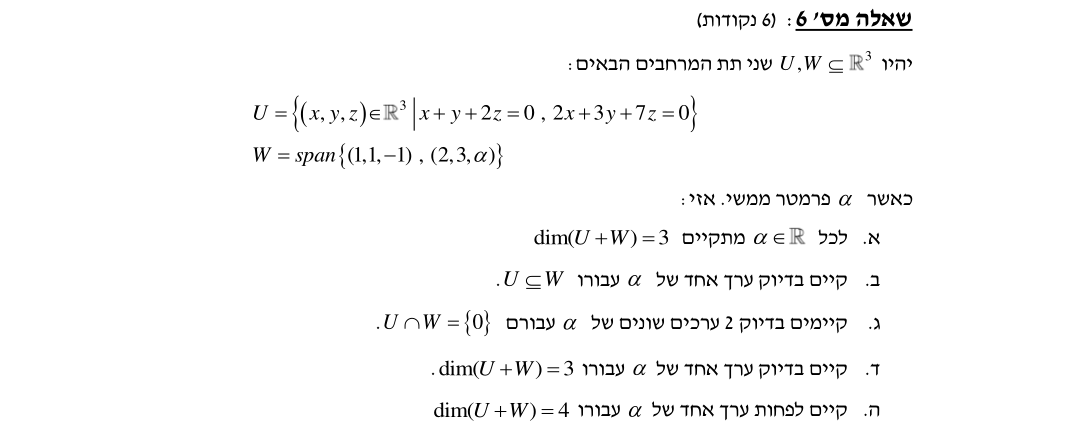 שאלה מס' 6 : (6 נקודות)
יהיו U,W ⊆ ℝ³ שני תת המרחבים הבאים :
U = {(x, y, z) ∈ ℝ³ | x + y + 2z = 0 , 2x + 3y + 7z = 0}
W = span{(1,1,−1) , (2,3,α)}
כאשר α פרמטר ממשי. אזי :
א. לכל α ∈ ℝ מתקיים dim(U + W) = 3
ב. קיים בדיוק ערך אחד של α עבורו U ⊆ W .
ג. קיימים בדיוק 2 ערכים שונים של α עבורם U ∩ W = {0} .
ד. קיים בדיוק ערך אחד של α עבורו dim(U + W) = 3 .
ה. קיים לפחות ערך אחד של α עבורו dim(U + W) = 4